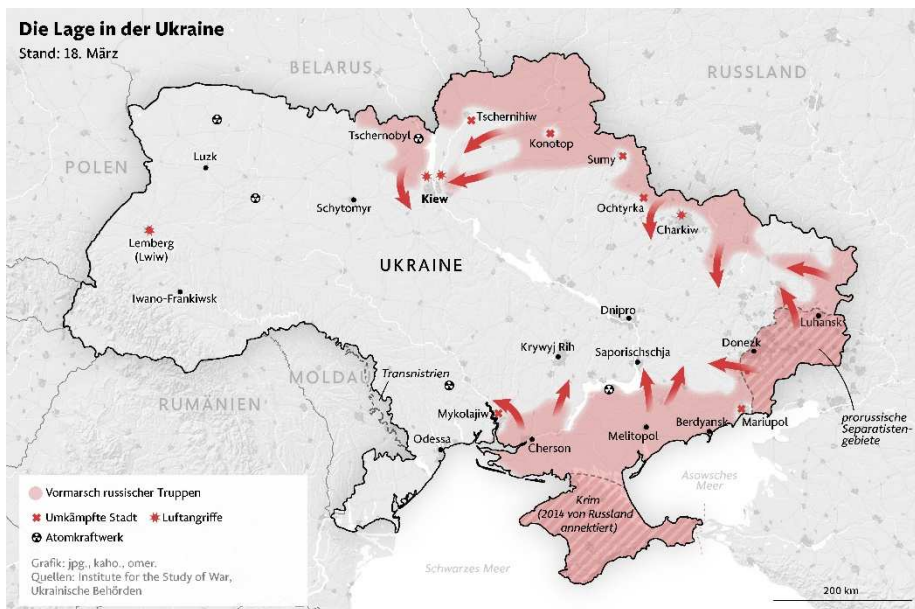 Die Lage in der Ukraine
Stand: 18. März
BELARUS
RUSSLAND
POLEN
Tschernobyl
Tschernihiw
Konotop
Sumy
Luzk
Kiew
Schytomyr
Ochtyrka
Charkiw
Lemberg
(Lwiw)
UKRAINE
Iwano-Frankiwsk
Dnipro
Luhansk
Krywyj Rih
Saporischschja
Donezk
MOLDAU
Transnistrien
RUMÄNIEN
Mykolajiw
Odessa
Cherson
Melitopol
Berdyansk
Mariupol
prorussische
Separatisten-
gebiete
Asowsches
Meer
Krim
(2014 von Russland
annektiert)
Schwarzes Meer
Vormarsch russischer Truppen
Umkämpfte Stadt
Luftangriffe
Atomkraftwerk
Grafik: jpg., kaho., omer.
Quellen: Institute for the Study of War,
Ukrainische Behörden
200 km